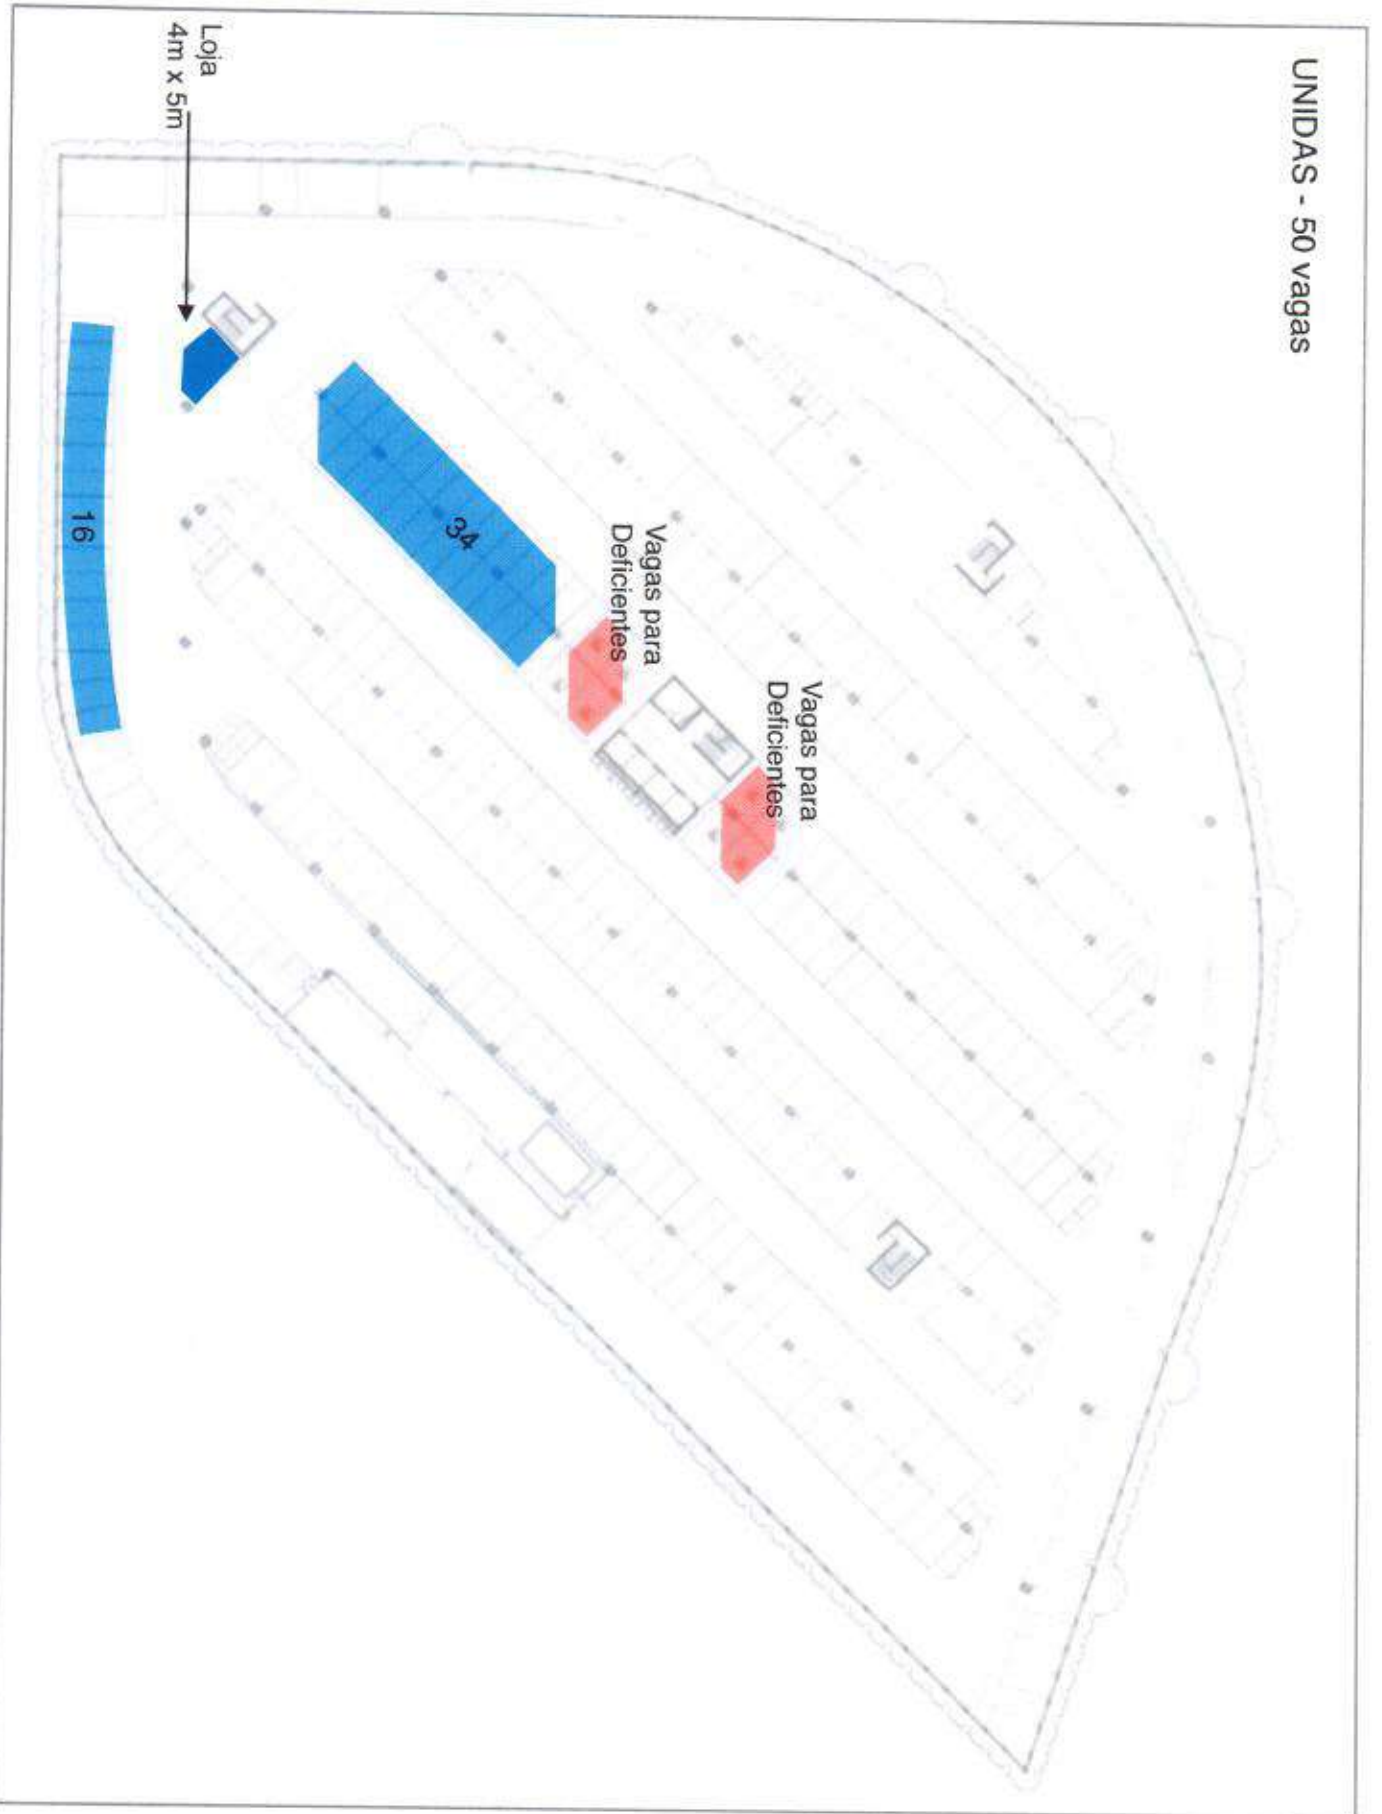 UNIDAS - 50 vagas
Vagas para
Deficientes
Vagas para
Deficientes
34
Loja
4m x 5m
16